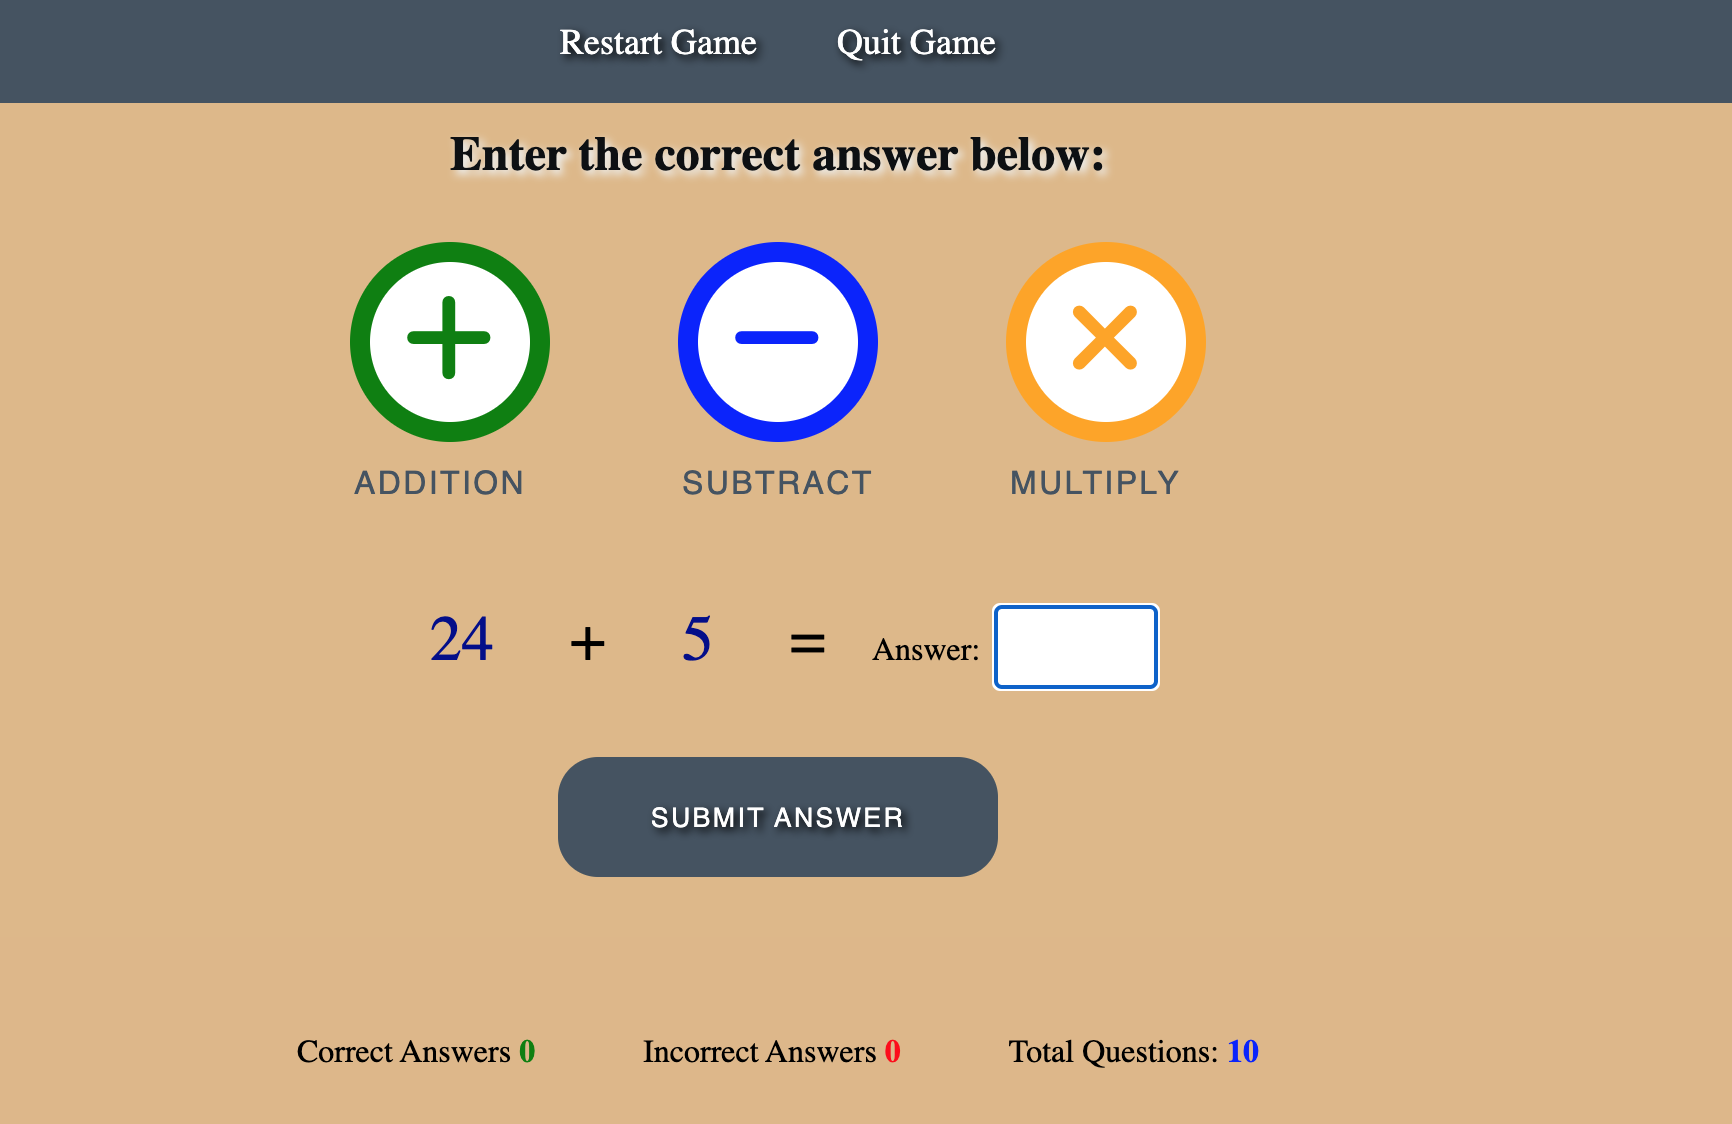 Restart Game Quit Game
Enter the correct answer below:
ADDITION SUBTRACT MULTIPLY
24 + 5 = Answer:
SUBMIT ANSWER
Correct Answers 0 Incorrect Answers 0 Total Questions: 10